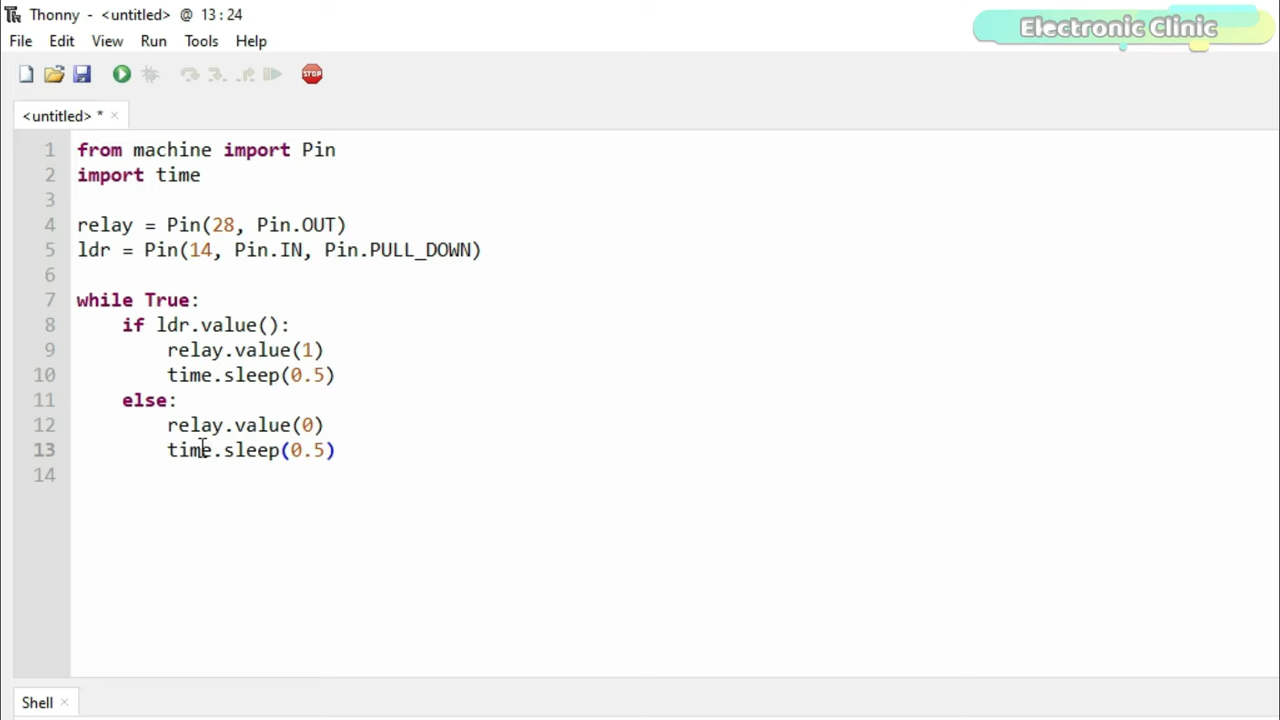 Thonny - <untitled> @ 13:24
Electronic Clinic
File Edit View Run Tools Help
STOP
<untitled> *
1 from machine import Pin
2 import time
3
4 relay = Pin(28, Pin.OUT)
5 ldr = Pin(14, Pin.IN, Pin.PULL_DOWN)
6
7 while True:
8     if ldr.value():
9         relay.value(1)
10         time.sleep(0.5)
11     else:
12         relay.value(0)
13         time.sleep(0.5)
14
Shell